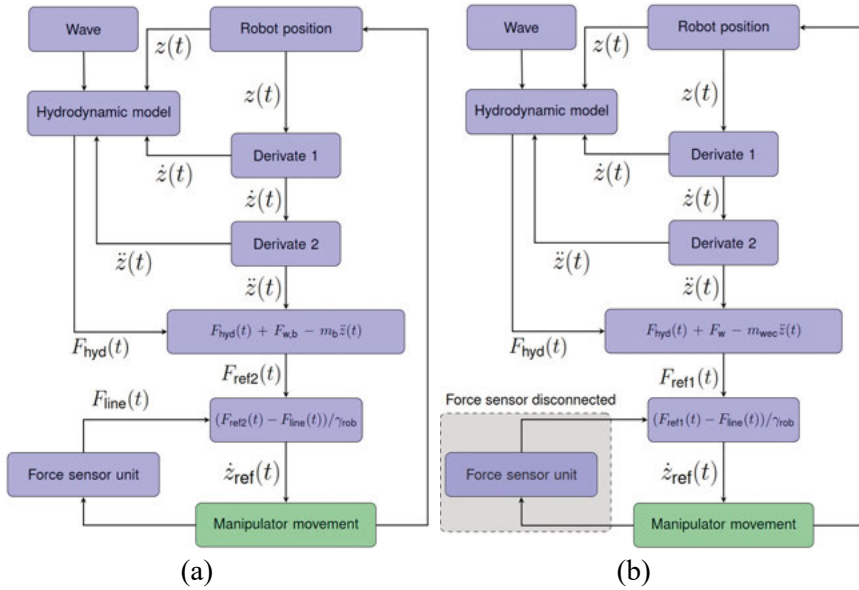 Wave
Robot position
z(t)
z(t)
Hydrodynamic model
Derivate 1
ż(t)
ż(t)
Derivate 2
z̈(t)
z̈(t)
F_hyd(t) + F_w,b − m_b z̈(t)
F_hyd(t)
F_ref2(t)
F_line(t)
(F_ref2(t) − F_line(t))/γ_rob
Force sensor unit
ż_ref(t)
Manipulator movement
(a)
Wave
Robot position
z(t)
z(t)
Hydrodynamic model
Derivate 1
ż(t)
ż(t)
Derivate 2
z̈(t)
z̈(t)
F_hyd(t) + F_w − m_wec z̈(t)
F_hyd(t)
F_ref1(t)
Force sensor disconnected
(F_ref1(t) − F_line(t))/γ_rob
Force sensor unit
ż_ref(t)
Manipulator movement
(b)